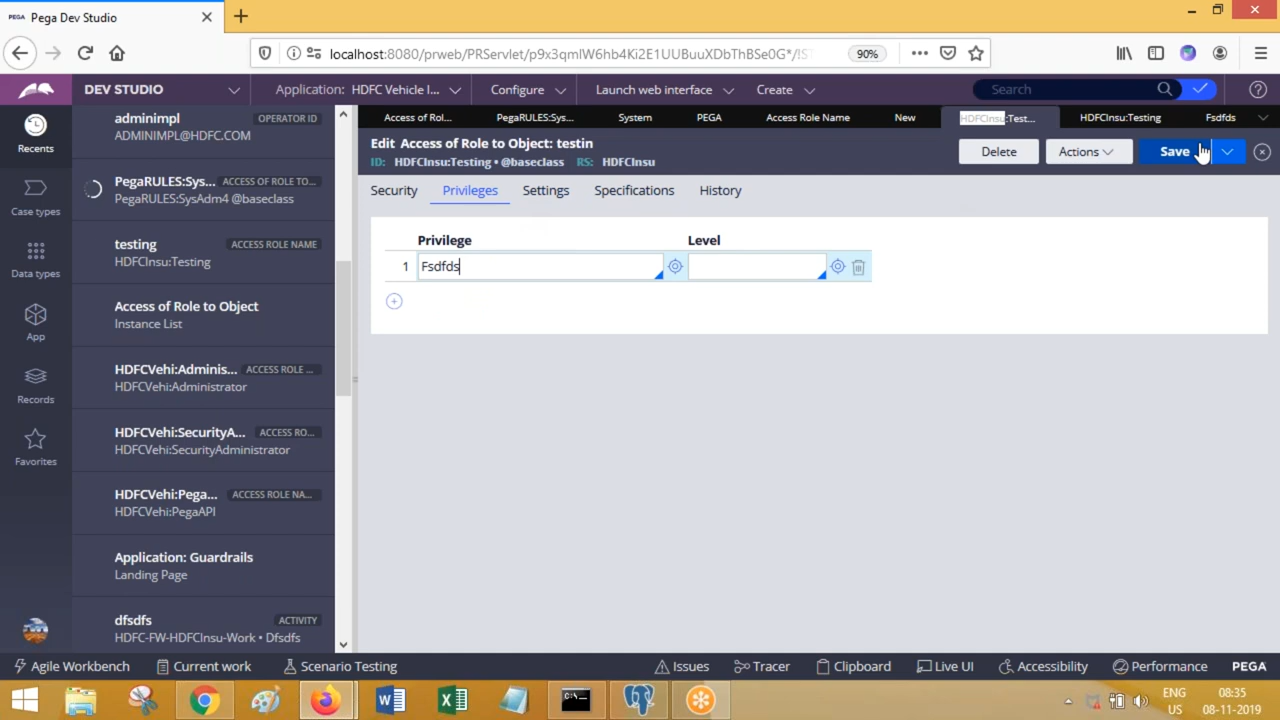 PEGA Pega Dev Studio
localhost:8080/prweb/PRServlet/p9x3qmlW6hb4Ki2E1UUBuuXDbThBSe0G*/!S
90%
DEV STUDIO
Application: HDFC Vehicle I...
Configure
Launch web interface
Create
Search
Recents
Case types
Data types
App
Records
Favorites
adminimpl OPERATOR ID
ADMINIMPL@HDFC.COM
PegaRULES:Sys... ACCESS OF ROLE TO...
PegaRULES:SysAdm4 @baseclass
testing ACCESS ROLE NAME
HDFCInsu:Testing
Access of Role to Object
Instance List
HDFCVehi:Adminis... ACCESS ROLE ...
HDFCVehi:Administrator
HDFCVehi:SecurityA... ACCESS RO...
HDFCVehi:SecurityAdministrator
HDFCVehi:Pega... ACCESS ROLE NA...
HDFCVehi:PegaAPI
Application: Guardrails
Landing Page
dfsdfs ACTIVITY
HDFC-FW-HDFCInsu-Work • Dfsdfs
Access of Rol...
PegaRULES:Sys...
System
PEGA
Access Role Name
New
HDFCInsu:Test...
HDFCInsu:Testing
Fsdfds
Edit Access of Role to Object: testin
ID: HDFCInsu:Testing • @baseclass RS: HDFCInsu
Delete
Actions
Save
Security
Privileges
Settings
Specifications
History
Privilege Level
1 Fsdfds
Agile Workbench
Current work
Scenario Testing
Issues
Tracer
Clipboard
Live UI
Accessibility
Performance
PEGA
ENG
US
08:35
08-11-2019